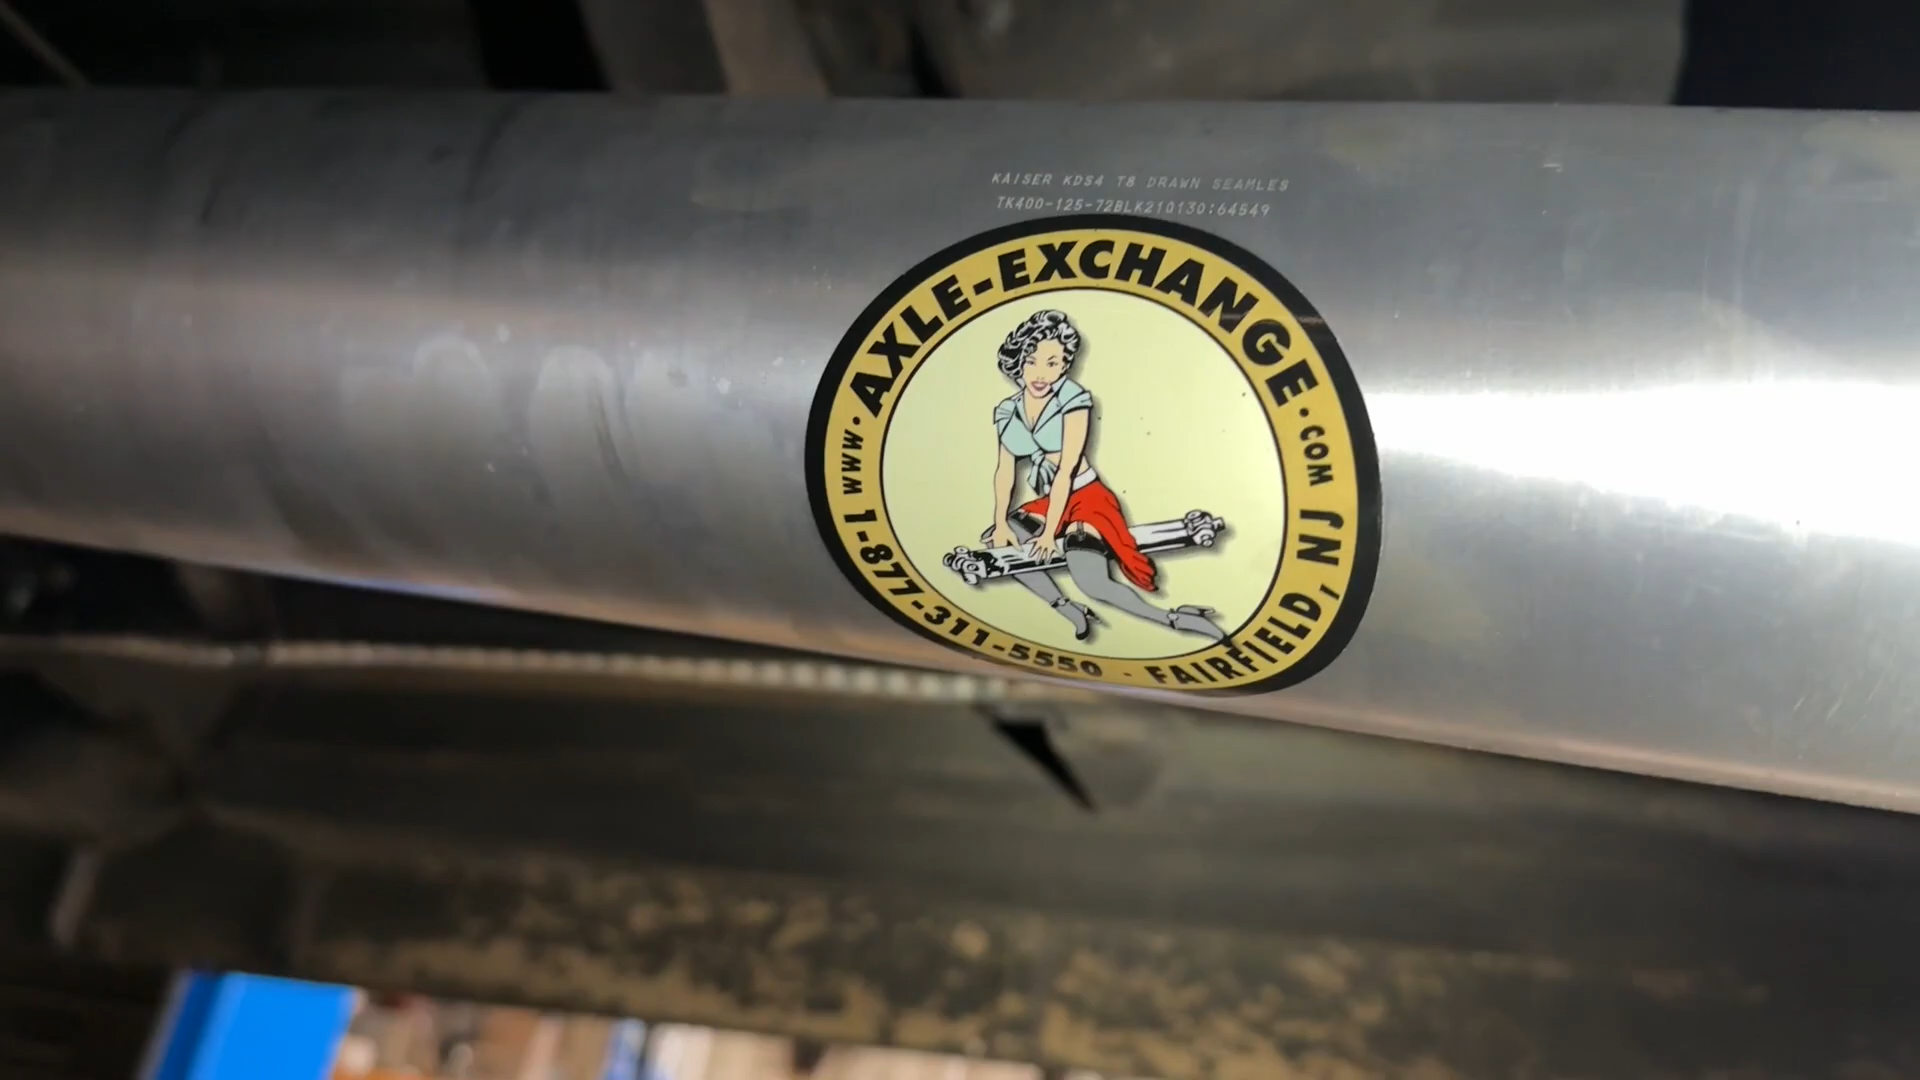 KAISER KDS4 T8 DRAWN SEAMLES
TK400-125-72BLK210130:64549
WWW.AXLE-EXCHANGE.COM
1-877-311-5550 - FAIRFIELD, NJ